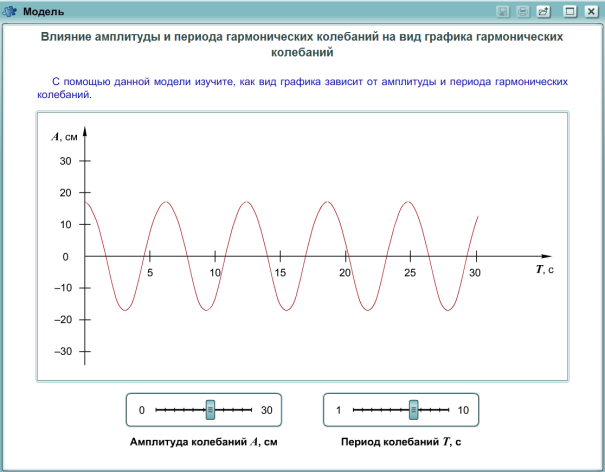 Модель
Влияние амплитуды и периода гармонических колебаний на вид графика гармонических
колебаний
С помощью данной модели изучите, как вид графика зависит от амплитуды и периода гармонических
колебаний.
A, см
30
20
10
0
–10
–20
–30
5 10 15 20 25 30
T, с
0 30
1 10
Амплитуда колебаний A, см
Период колебаний T, с